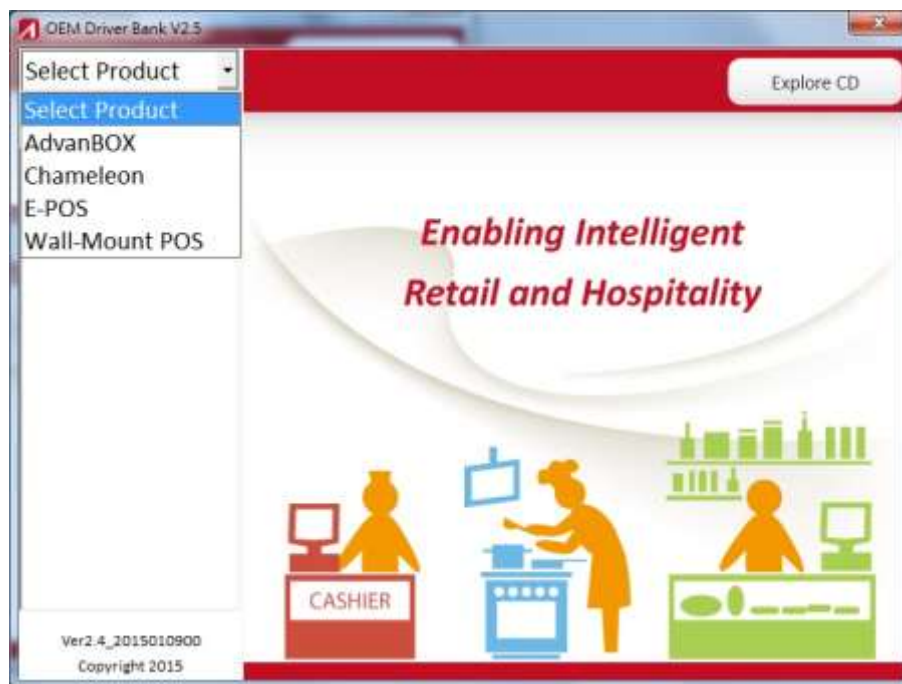 OEM Driver Bank V2.5
Select Product
Explore CD
Select Product
AdvanBOX
Chameleon
E-POS
Wall-Mount POS
Enabling Intelligent
Retail and Hospitality
CASHIER
Ver2.4_2015010900
Copyright 2015